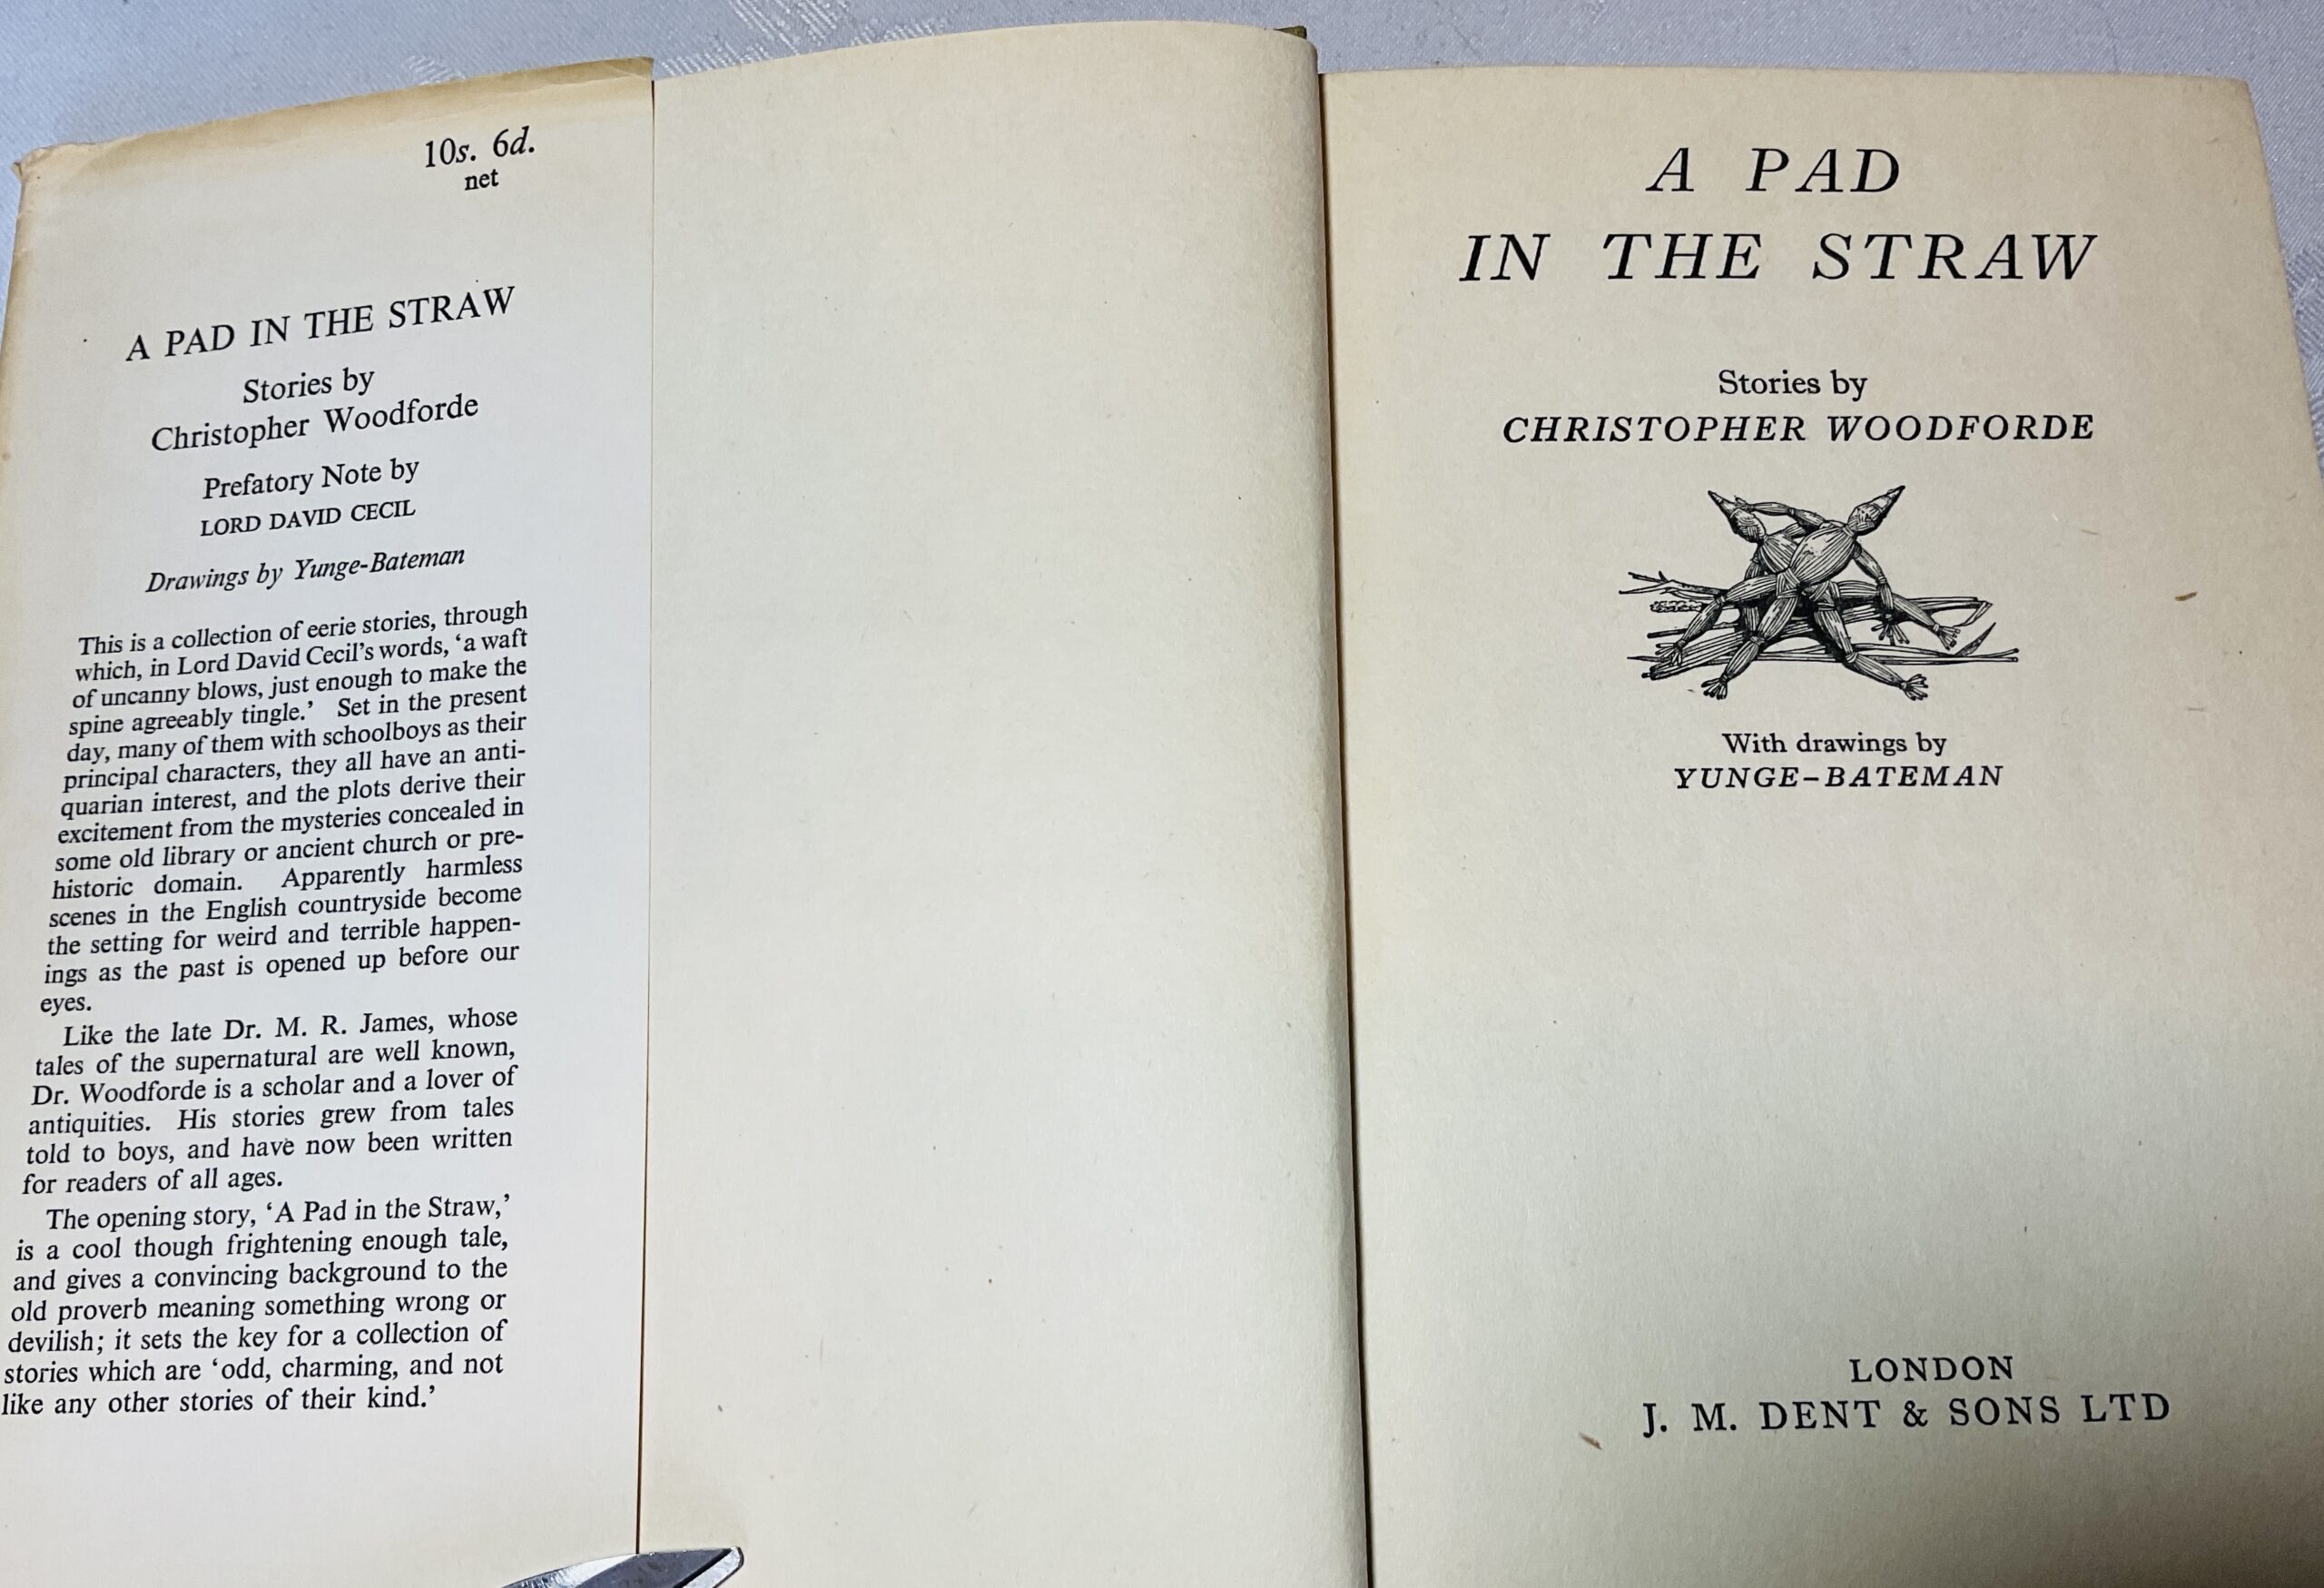 10s. 6d.
net
A PAD IN THE STRAW
Stories by
Christopher Woodforde
Prefatory Note by
LORD DAVID CECIL
Drawings by Yunge-Bateman
This is a collection of eerie stories, through
which, in Lord David Cecil's words, ‘a waft
of uncanny blows, just enough to make the
spine agreeably tingle.’ Set in the present
day, many of them with schoolboys as their
principal characters, they all have an anti-
quarian interest, and the plots derive their
excitement from the mysteries concealed in
some old library or ancient church or pre-
historic domain. Apparently harmless
scenes in the English countryside become
the setting for weird and terrible happen-
ings as the past is opened up before our
eyes.
Like the late Dr. M. R. James, whose
tales of the supernatural are well known,
Dr. Woodforde is a scholar and a lover of
antiquities. His stories grew from tales
told to boys, and have now been written
for readers of all ages.
The opening story, ‘A Pad in the Straw,’
is a cool though frightening enough tale,
and gives a convincing background to the
old proverb meaning something wrong or
devilish; it sets the key for a collection of
stories which are ‘odd, charming, and not
like any other stories of their kind.’
A PAD
IN THE STRAW
Stories by
CHRISTOPHER WOODFORDE
With drawings by
YUNGE-BATEMAN
LONDON
J. M. DENT & SONS LTD